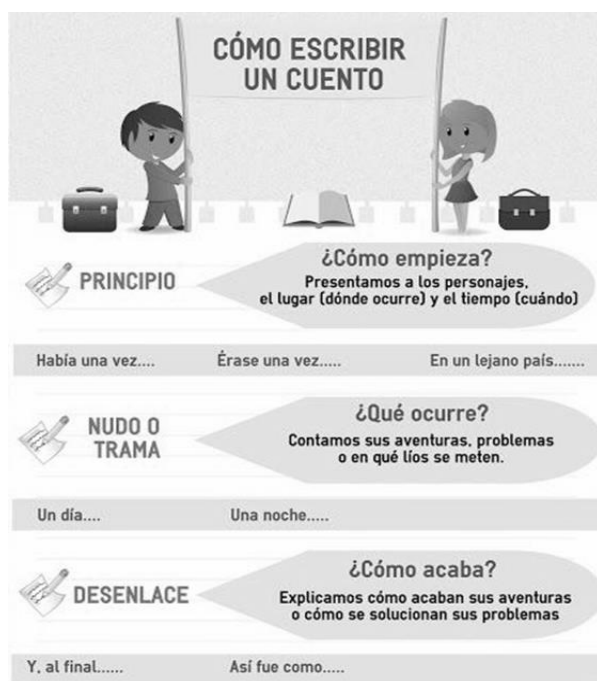 CÓMO ESCRIBIR
UN CUENTO
PRINCIPIO
¿Cómo empieza?
Presentamos a los personajes,
el lugar (dónde ocurre) y el tiempo (cuándo)
Había una vez.... Érase una vez..... En un lejano país.......
NUDO O
TRAMA
¿Qué ocurre?
Contamos sus aventuras, problemas
o en qué líos se meten.
Un día.... Una noche.....
DESENLACE
¿Cómo acaba?
Explicamos cómo acaban sus aventuras
o cómo se solucionan sus problemas
Y, al final...... Así fue como.....